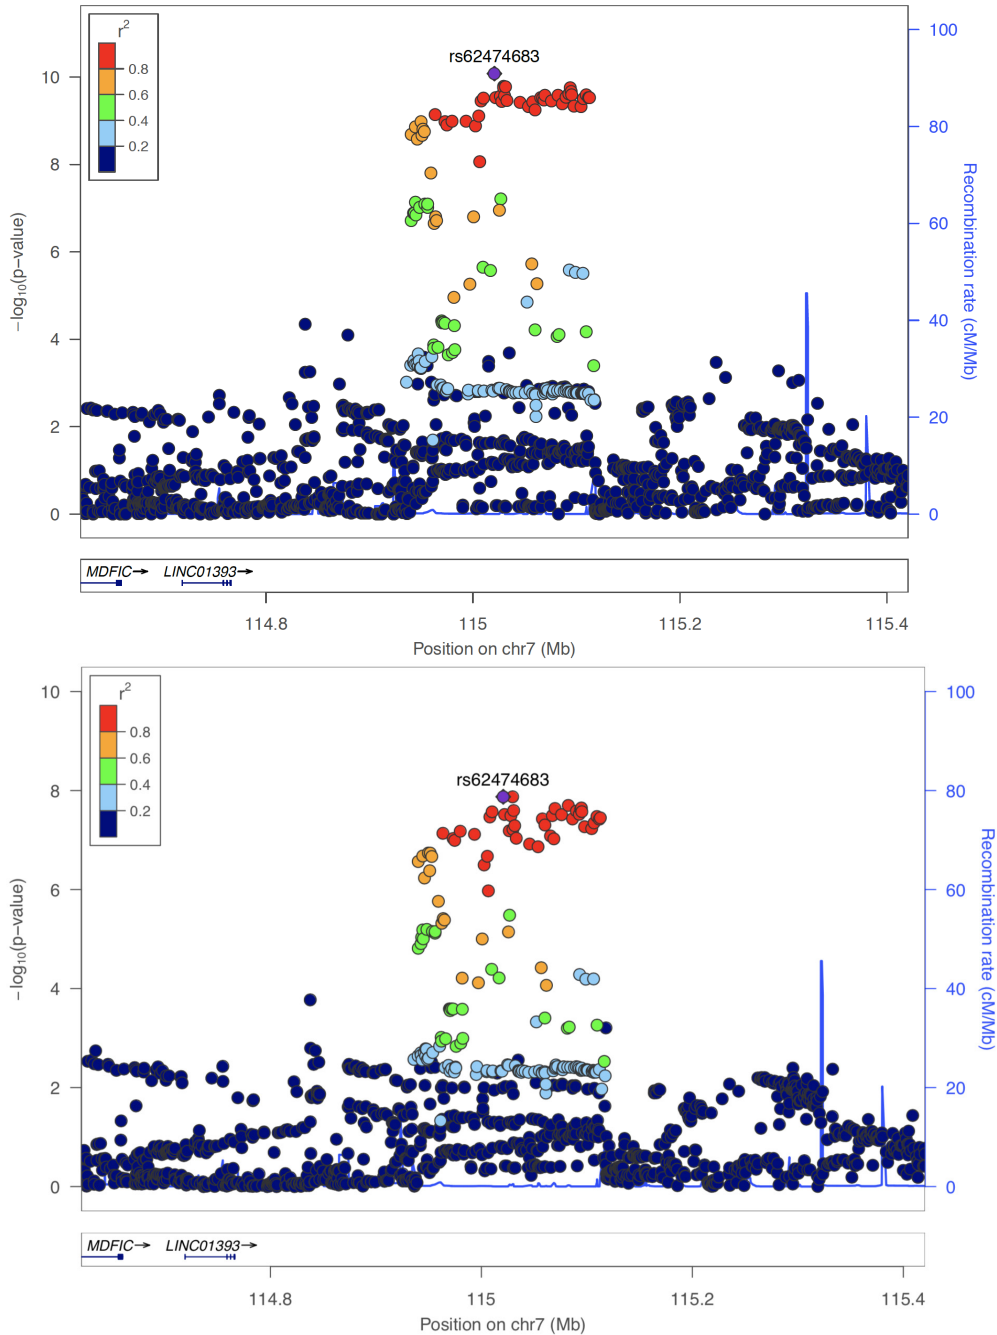 r2
0.8
0.6
0.4
0.2
rs62474683
10
8
6
4
2
0
−log10(p−value)
100
80
60
40
20
0
Recombination rate (cM/Mb)
MDFIC→ LINC01393→
114.8 115 115.2 115.4
Position on chr7 (Mb)
r2
0.8
0.6
0.4
0.2
rs62474683
10
8
6
4
2
0
−log10(p−value)
100
80
60
40
20
0
Recombination rate (cM/Mb)
MDFIC→ LINC01393→
114.8 115 115.2 115.4
Position on chr7 (Mb)